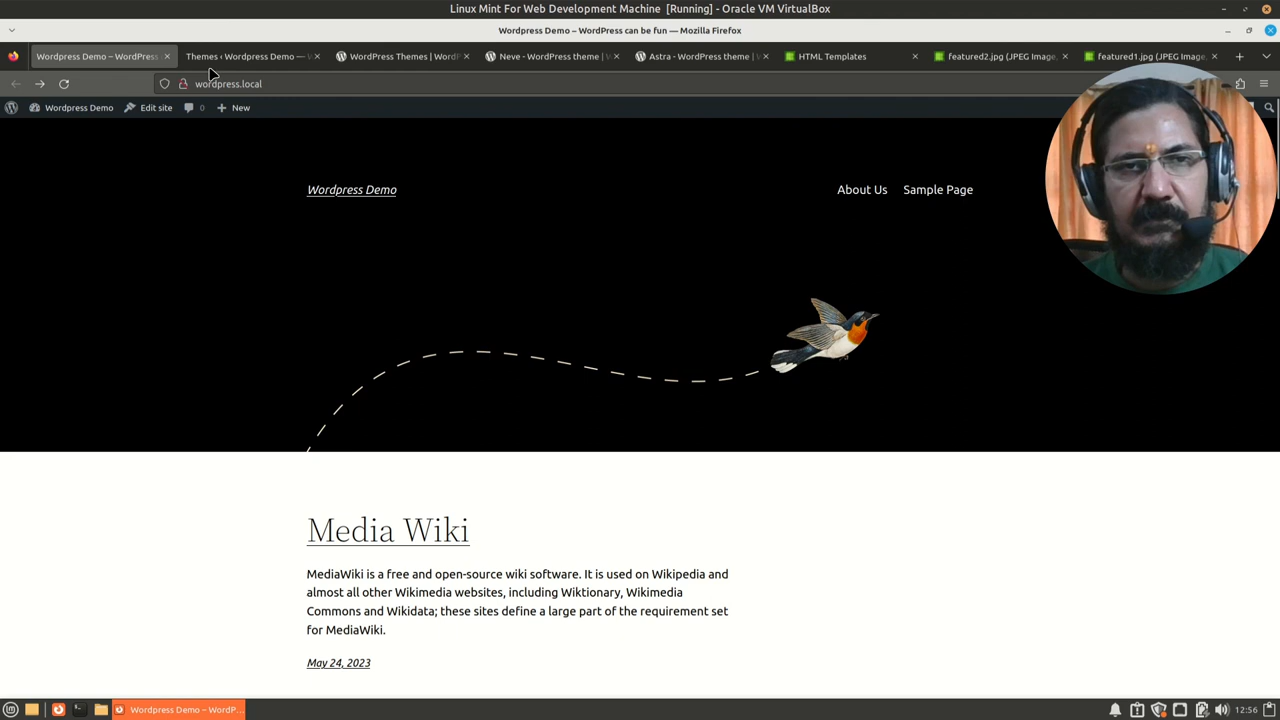 Linux Mint For Web Development Machine [Running] - Oracle VM VirtualBox
Wordpress Demo – WordPress can be fun — Mozilla Firefox
Wordpress Demo – WordPress
Themes ‹ Wordpress Demo —
WordPress Themes | Word
Neve - WordPress theme |
Astra - WordPress theme |
HTML Templates
featured2.jpg (JPEG Image,
featured1.jpg (JPEG Image,
wordpress.local
Wordpress Demo
Edit site
0
New
Wordpress Demo
About Us
Sample Page
Media Wiki
MediaWiki is a free and open-source wiki software. It is used on Wikipedia and
almost all other Wikimedia websites, including Wiktionary, Wikimedia
Commons and Wikidata; these sites define a large part of the requirement set
for MediaWiki.
May 24, 2023
Wordpress Demo – WordP...
12:56